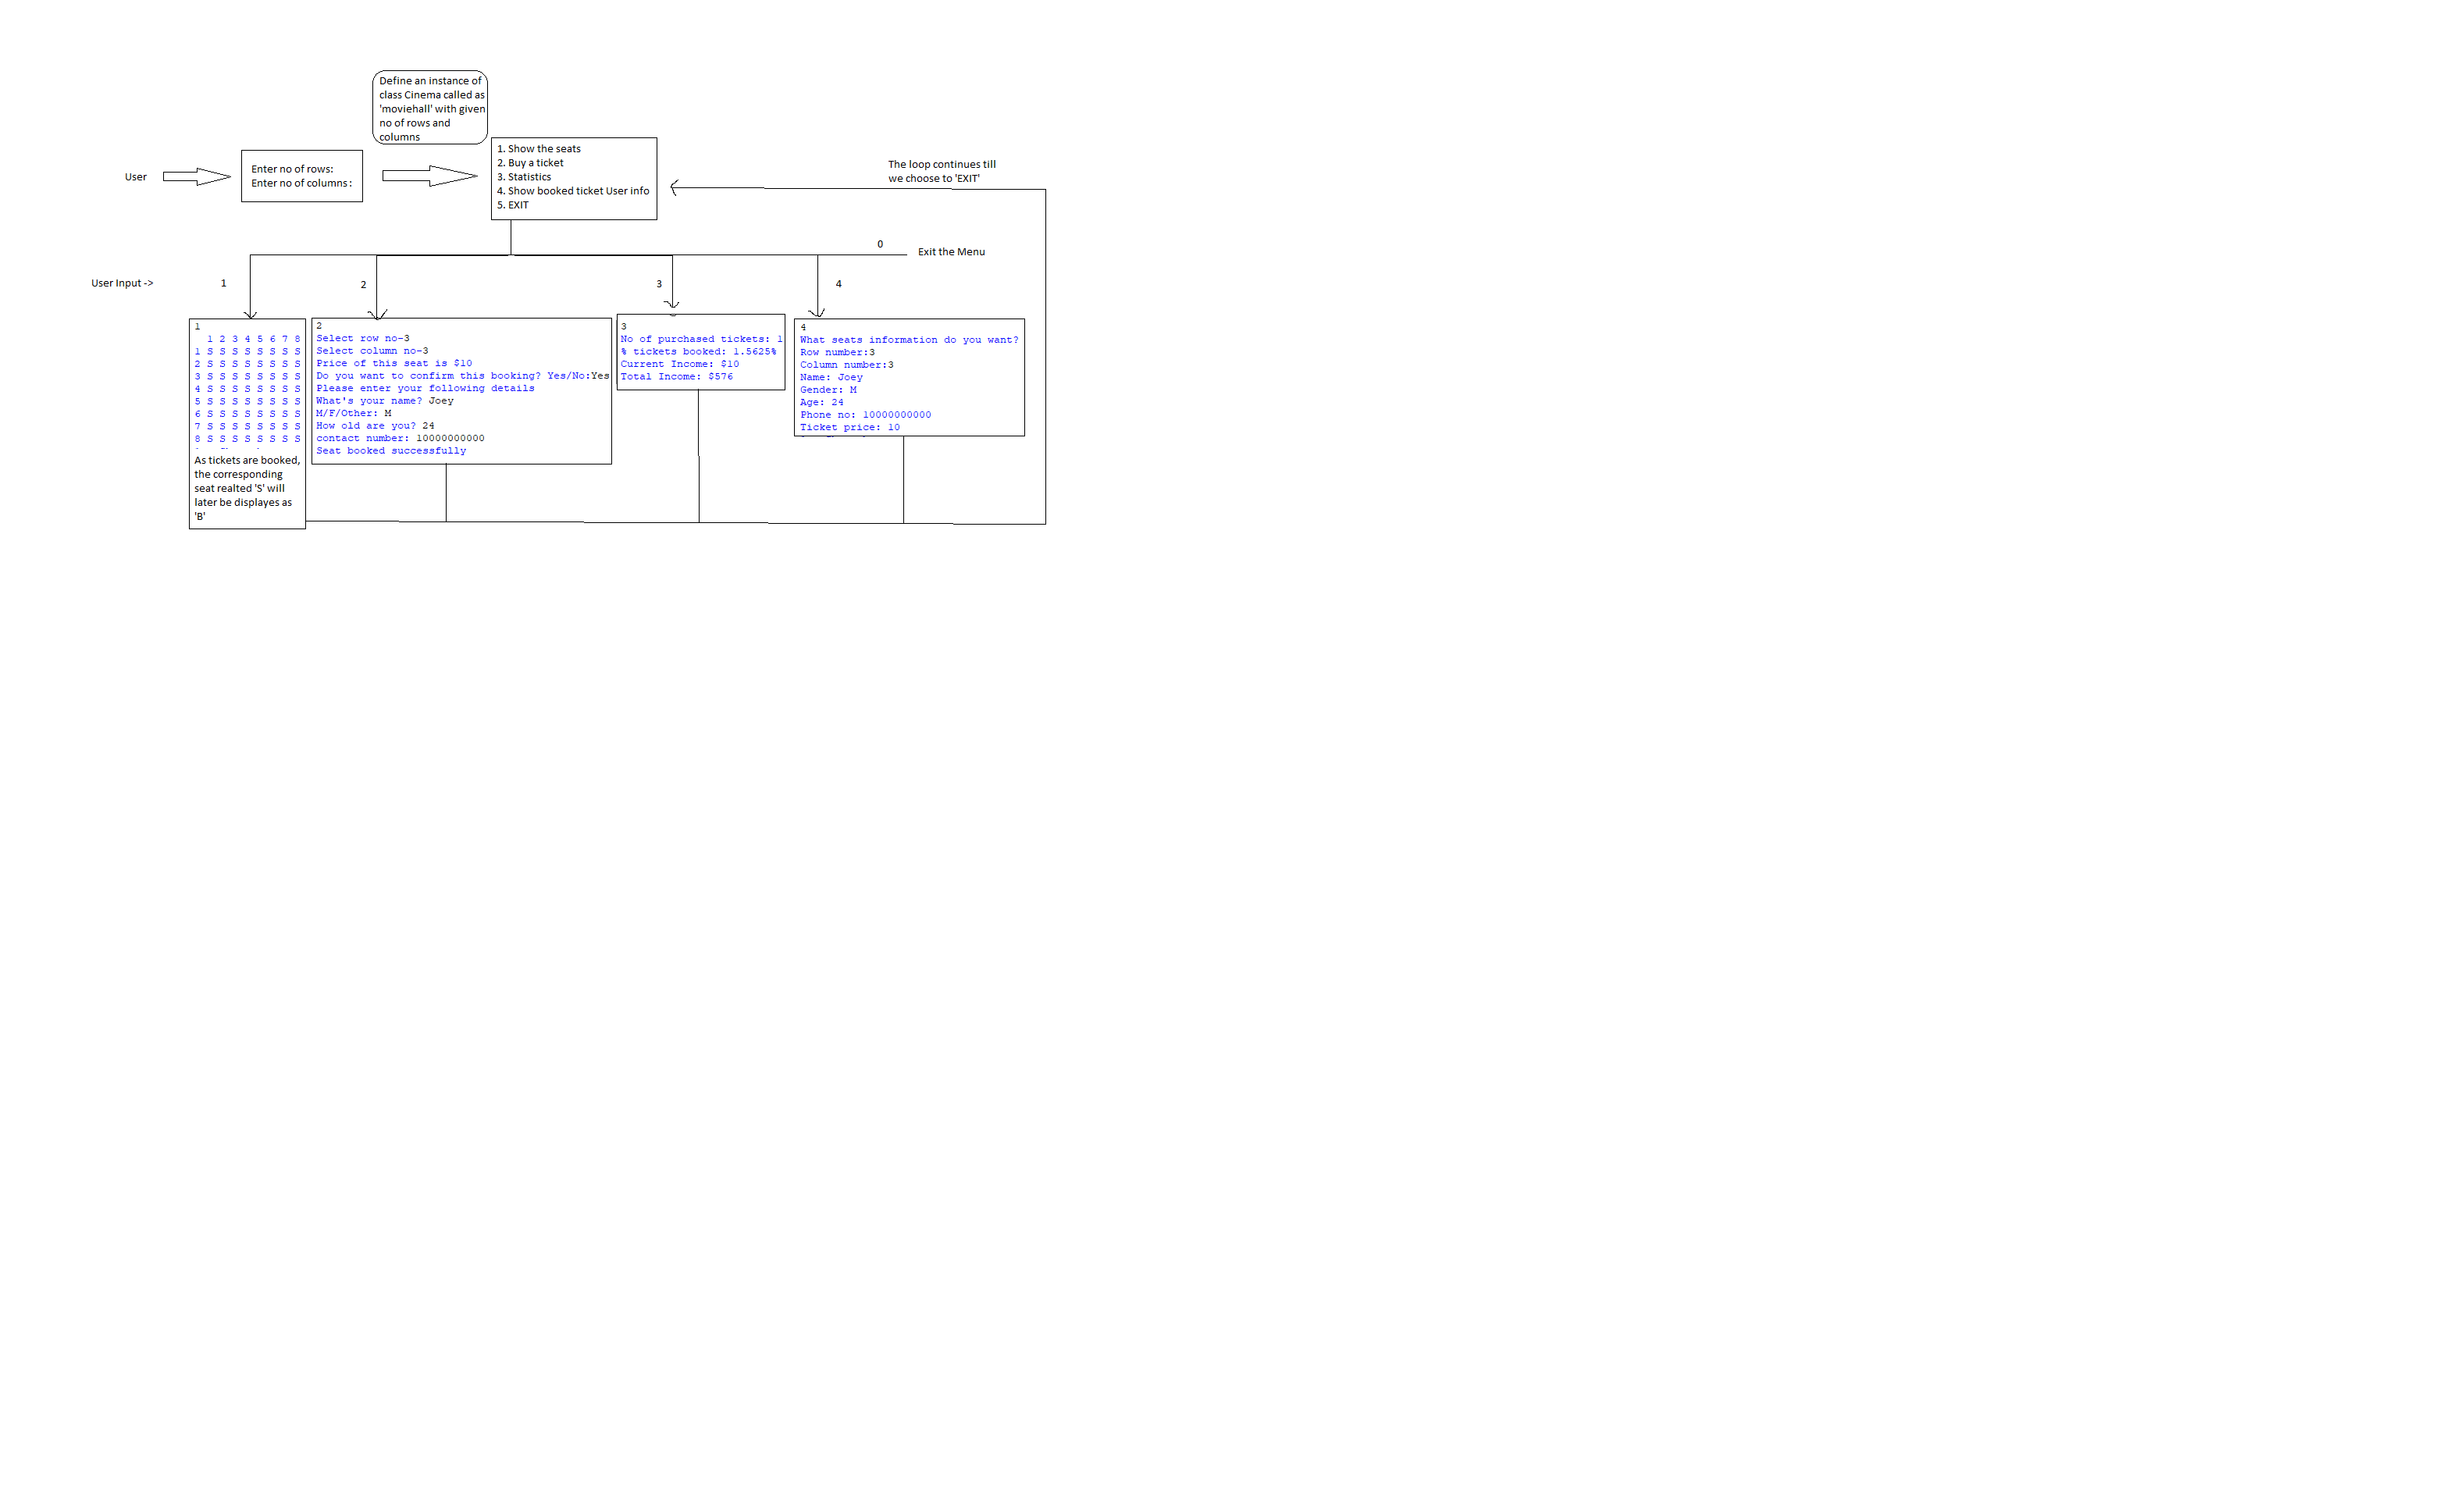 Define an instance of
class Cinema called as
'moviehall' with given
no of rows and
columns
User
Enter no of rows:
Enter no of columns:
1. Show the seats
2. Buy a ticket
3. Statistics
4. Show booked ticket User info
5. EXIT
The loop continues till
we choose to 'EXIT'
0
Exit the Menu
User Input ->
1
2
3
4
1
1 2 3 4 5 6 7 8
1 S S S S S S S S
2 S S S S S S S S
3 S S S S S S S S
4 S S S S S S S S
5 S S S S S S S S
6 S S S S S S S S
7 S S S S S S S S
8 S S S S S S S S
As tickets are booked,
the corresponding
seat realted 'S' will
later be displayes as
'B'
2
Select row no-3
Select column no-3
Price of this seat is $10
Do you want to confirm this booking? Yes/No:Yes
Please enter your following details
What's your name? Joey
M/F/Other: M
How old are you? 24
contact number: 10000000000
Seat booked successfully
3
No of purchased tickets: 1
% tickets booked: 1.5625%
Current Income: $10
Total Income: $576
4
What seats information do you want?
Row number:3
Column number:3
Name: Joey
Gender: M
Age: 24
Phone no: 10000000000
Ticket price: 10